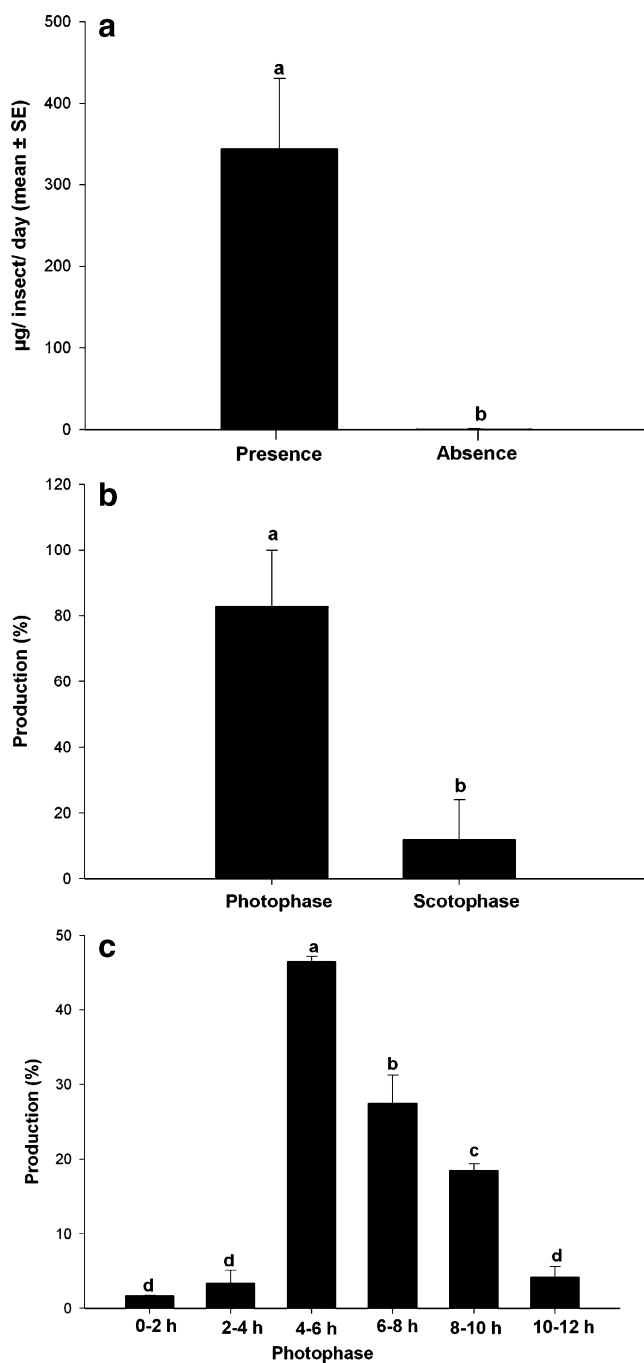 a
500
400
300
200
100
0
µg/ insect/ day (mean ± SE)
a
b
Presence Absence
b
120
100
80
60
40
20
0
Production (%)
a
b
Photophase Scotophase
c
50
40
30
20
10
0
Production (%)
d
d
a
b
c
d
0-2 h 2-4 h 4-6 h 6-8 h 8-10 h 10-12 h
Photophase